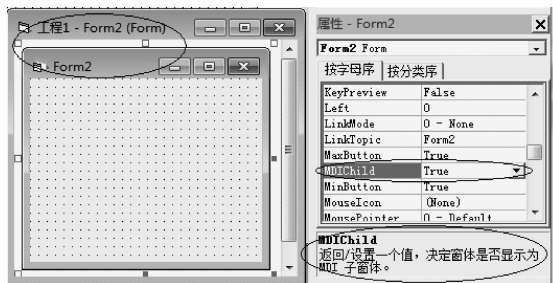 工程1 - Form2 (Form)
Form2
属性 - Form2
Form2 Form
按字母序 按分类序
KeyPreview False
Left 0
LinkMode 0 - None
LinkTopic Form2
MaxButton True
MDIChild True
MinButton True
MouseIcon (None)
MousePointer 0 - Default
MDIChild
返回/设置一个值，决定窗体是否显示为
MDI 子窗体。